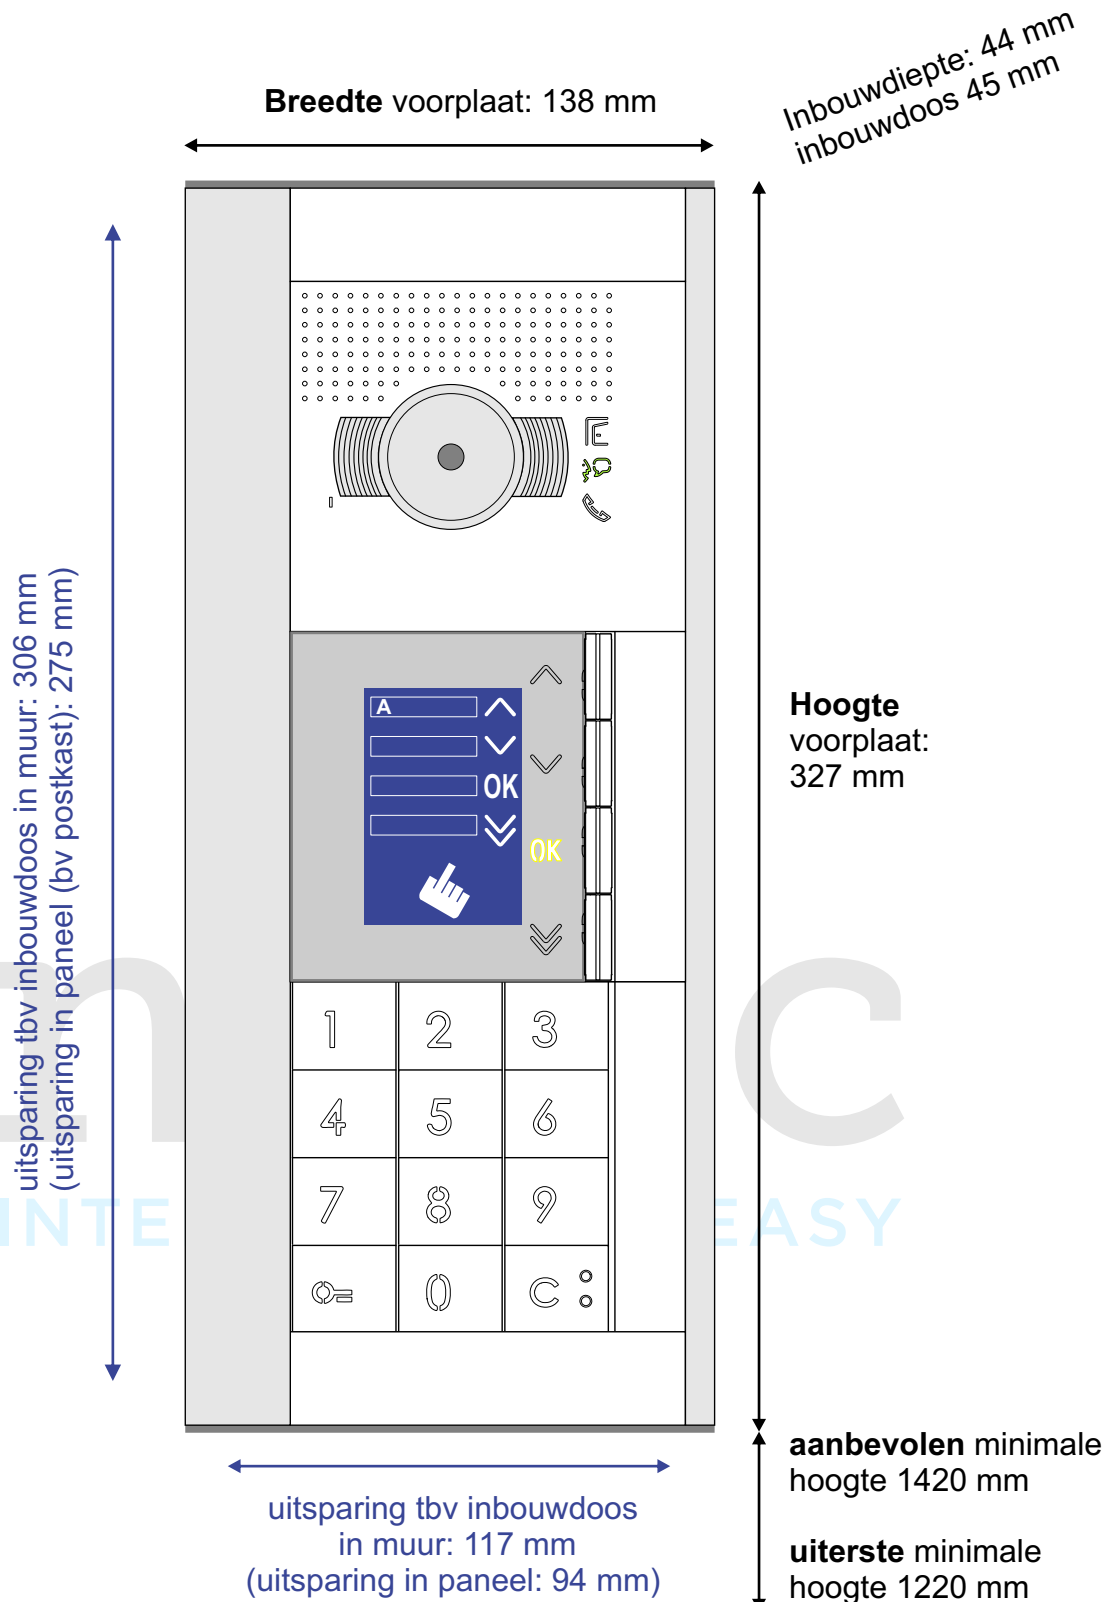 Inbouwdiepte: 44 mm
inbouwdoos 45 mm
Breedte voorplaat: 138 mm
uitsparing tbv inbouwdoos in muur: 306 mm
(uitsparing in paneel (bv postkast): 275 mm)
A
OK
OK
Hoogte
voorplaat:
327 mm
1 2 3
4 5 6
7 8 9
0 C
EASY
aanbevolen minimale
hoogte 1420 mm
uiterste minimale
hoogte 1220 mm
uitsparing tbv inbouwdoos
in muur: 117 mm
(uitsparing in paneel: 94 mm)